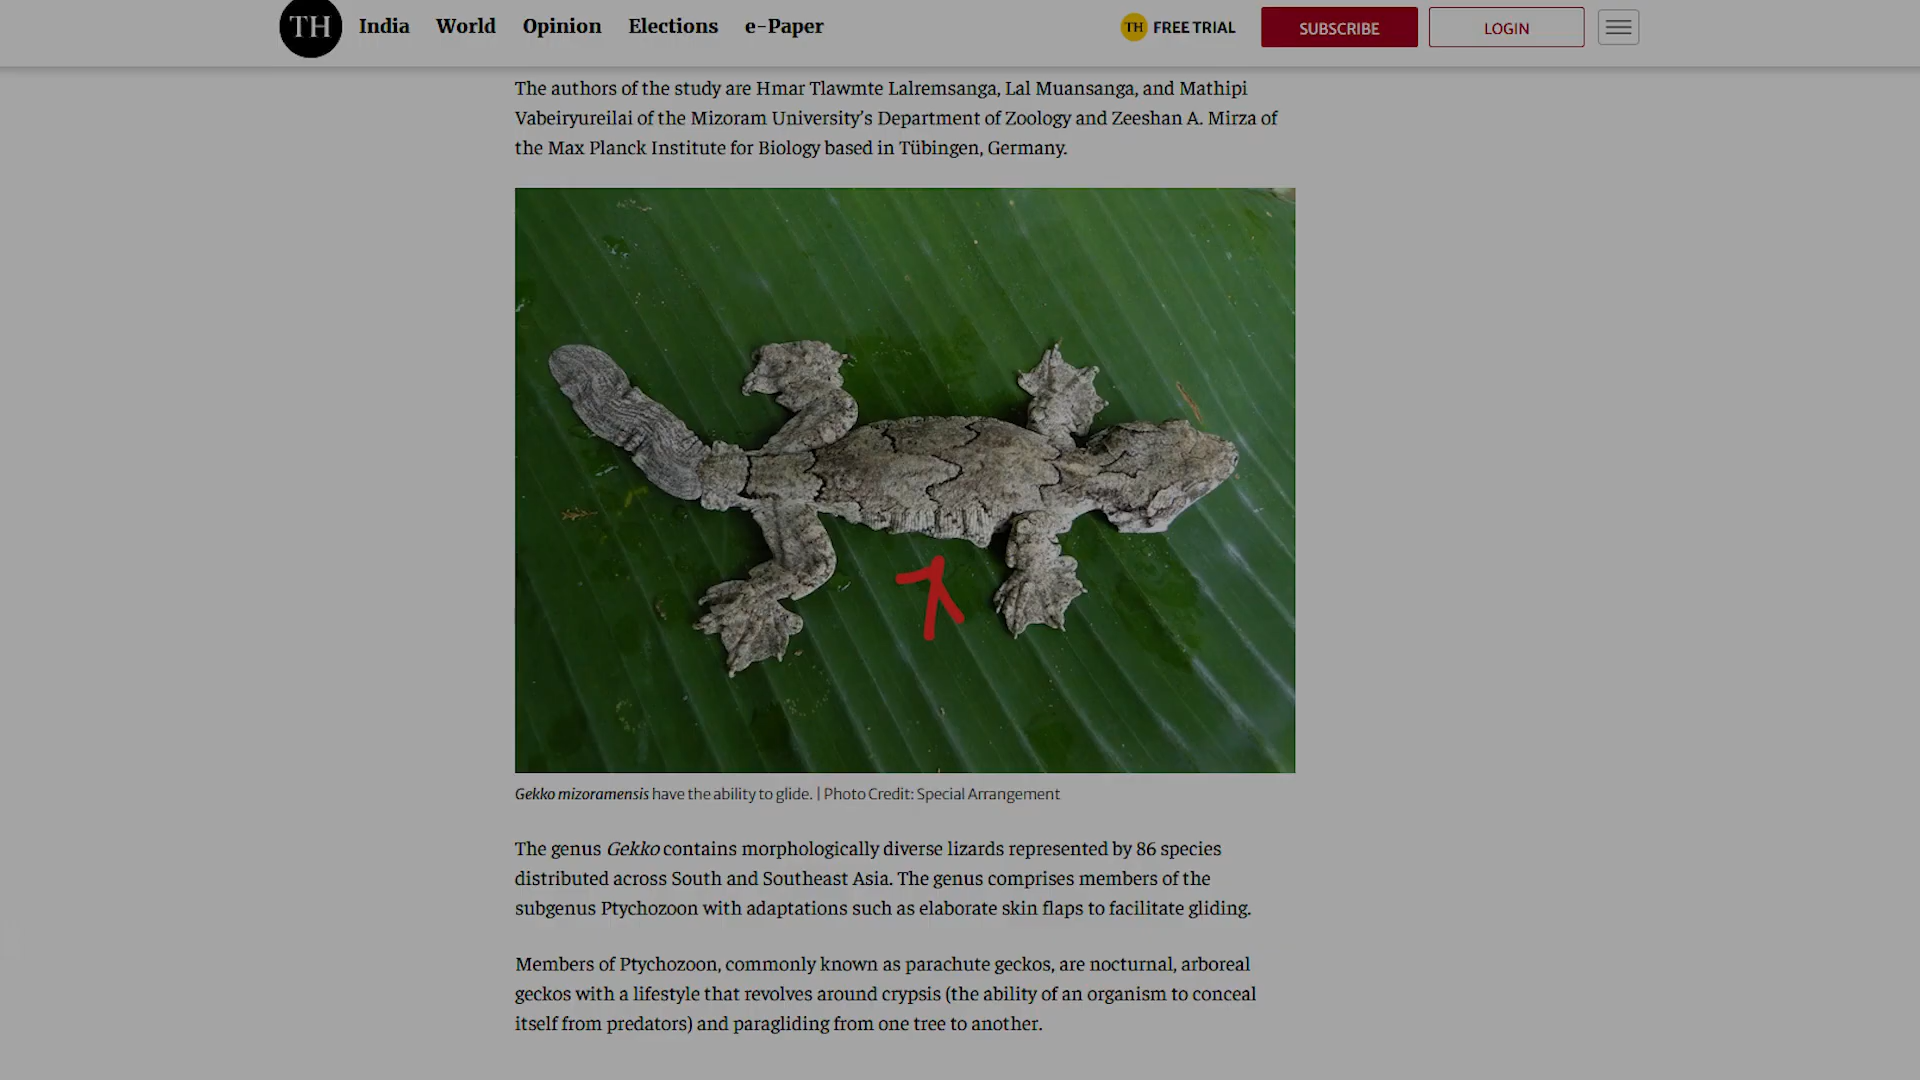 TH India World Opinion Elections e-Paper TH FREE TRIAL SUBSCRIBE LOGIN
The authors of the study are Hmar Tlawmte Lalremsanga, Lal Muansanga, and Mathipi
Vabeiryureilai of the Mizoram University’s Department of Zoology and Zeeshan A. Mirza of
the Max Planck Institute for Biology based in Tübingen, Germany.
Gekko mizoramensis have the ability to glide. | Photo Credit: Special Arrangement
The genus Gekko contains morphologically diverse lizards represented by 86 species
distributed across South and Southeast Asia. The genus comprises members of the
subgenus Ptychozoon with adaptations such as elaborate skin flaps to facilitate gliding.
Members of Ptychozoon, commonly known as parachute geckos, are nocturnal, arboreal
geckos with a lifestyle that revolves around crypsis (the ability of an organism to conceal
itself from predators) and paragliding from one tree to another.